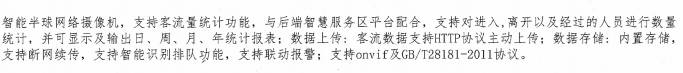 智能半球网络摄像机，支持客流量统计功能，与后端智慧服务区平台配合，支持对进入,离开以及经过的人员进行数量
统计，并可显示及输出日、周、月、年统计报表；数据上传：客流数据支持HTTP协议主动上传；数据存储：内置存储，
支持断网续传，支持智能识别排队功能，支持联动报警；支持onvif及GB/T28181-2011协议。